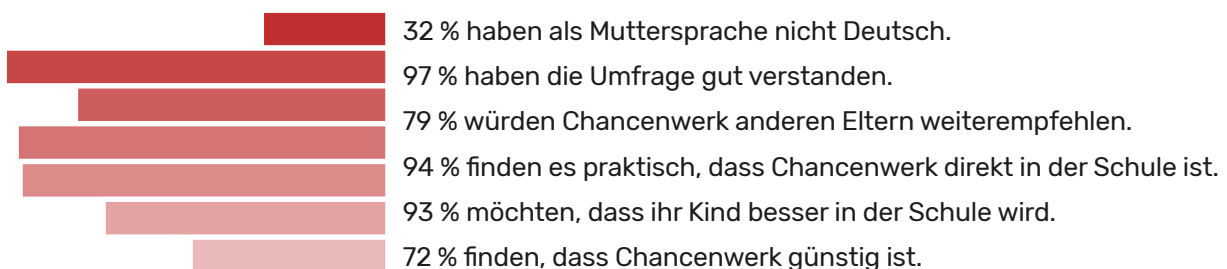 32 % haben als Muttersprache nicht Deutsch.
97 % haben die Umfrage gut verstanden.
79 % würden Chancenwerk anderen Eltern weiterempfehlen.
94 % finden es praktisch, dass Chancenwerk direkt in der Schule ist.
93 % möchten, dass ihr Kind besser in der Schule wird.
72 % finden, dass Chancenwerk günstig ist.